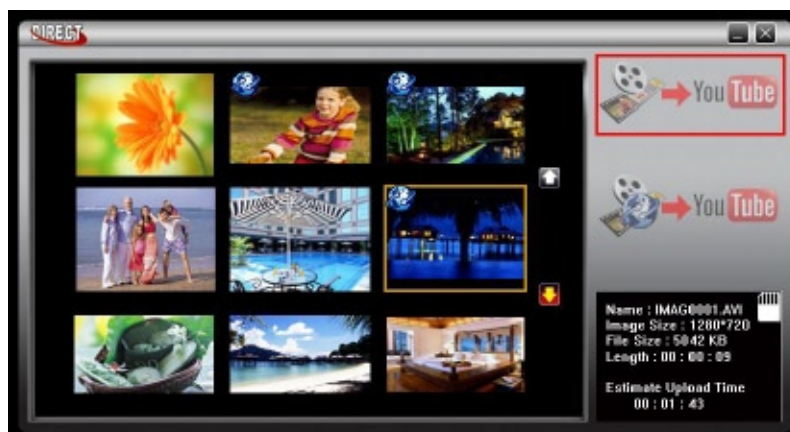 DIRECT
You Tube
You Tube
Name : IMAG0001.AVI
Image Size : 1280*720
File Size : 5042 KB
Length : 00 : 00 : 09
Estimate Upload Time
00 : 01 : 43